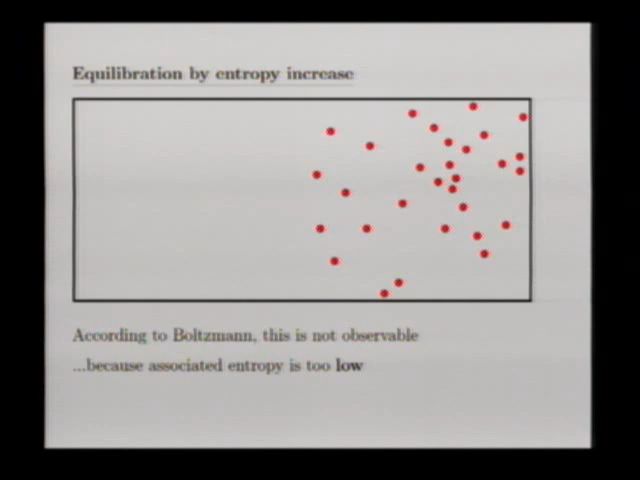 Equilibration by entropy increase
According to Boltzmann, this is not observable
...because associated entropy is too low